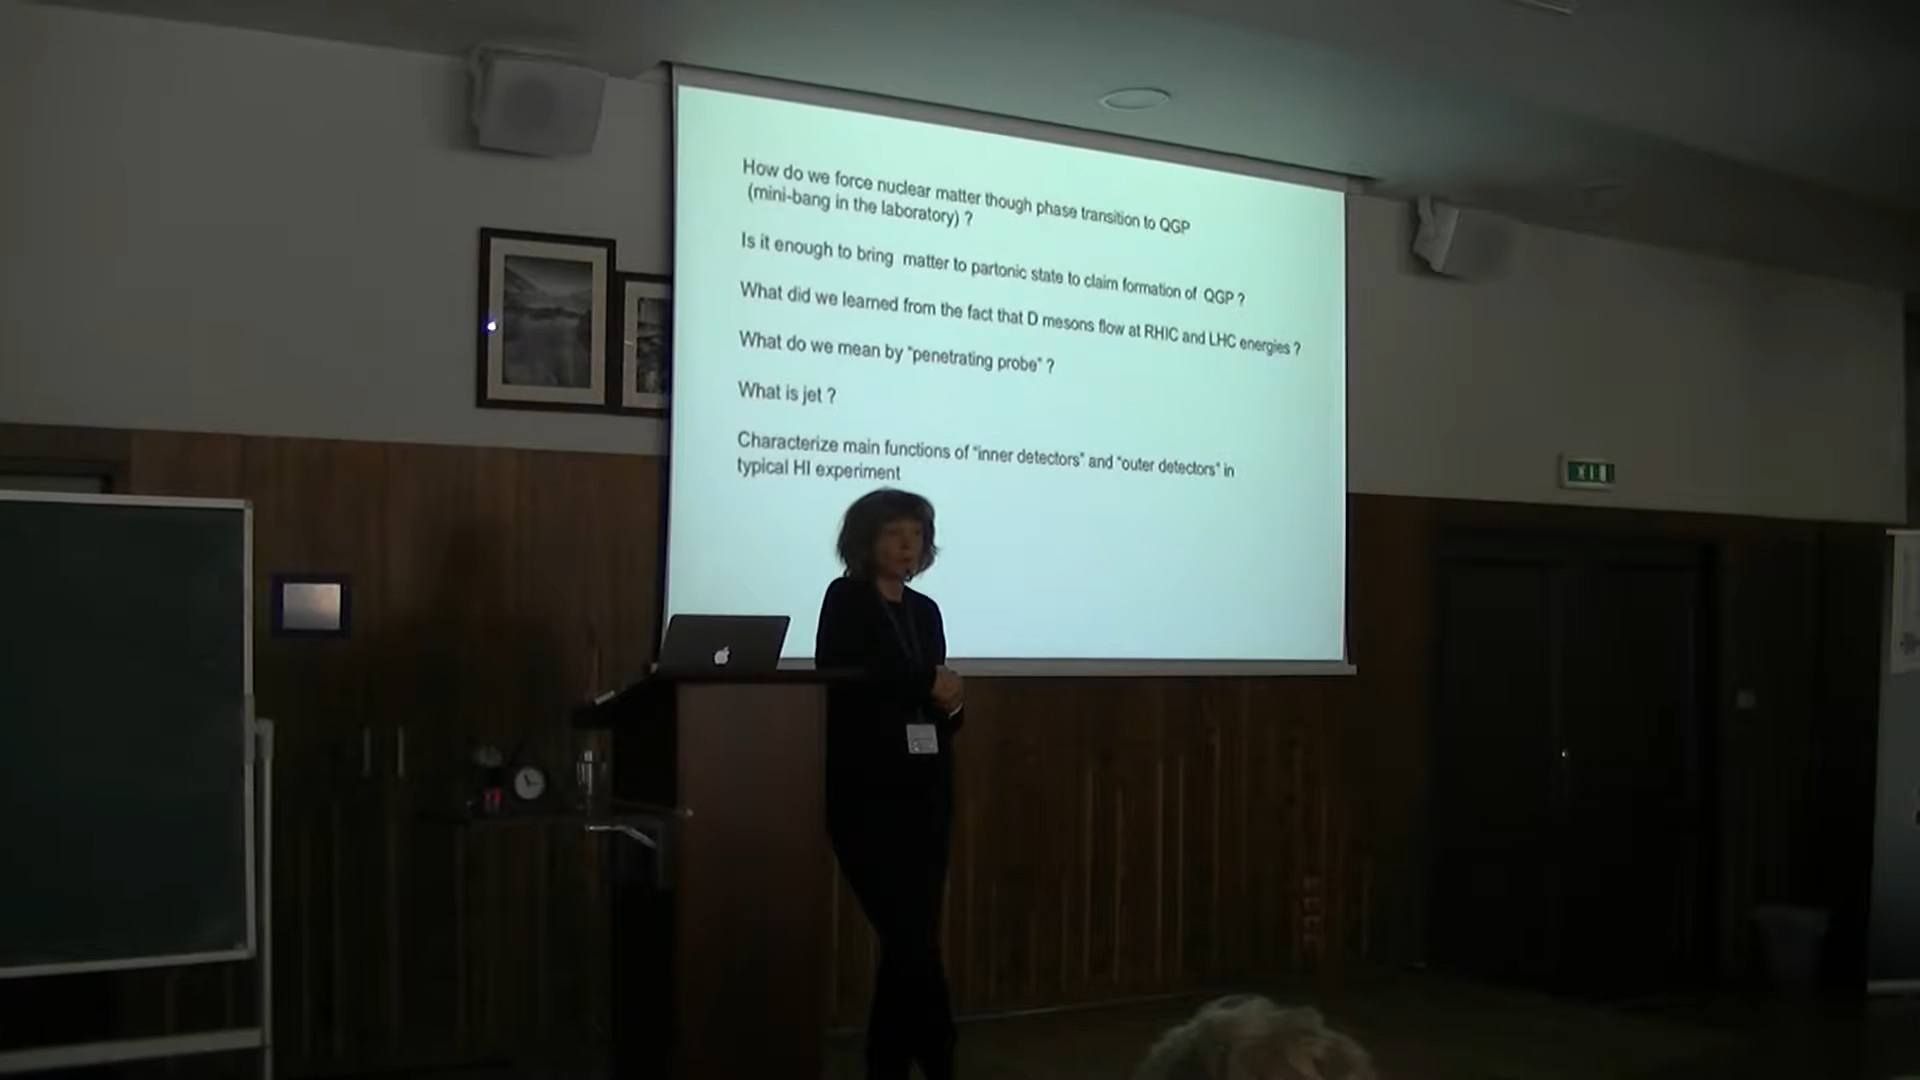 How do we force nuclear matter though phase transition to QGP
(mini-bang in the laboratory) ?
Is it enough to bring matter to partonic state to claim formation of QGP ?
What did we learned from the fact that D mesons flow at RHIC and LHC energies ?
What do we mean by "penetrating probe" ?
What is jet ?
Characterize main functions of "inner detectors" and "outer detectors" in
typical HI experiment